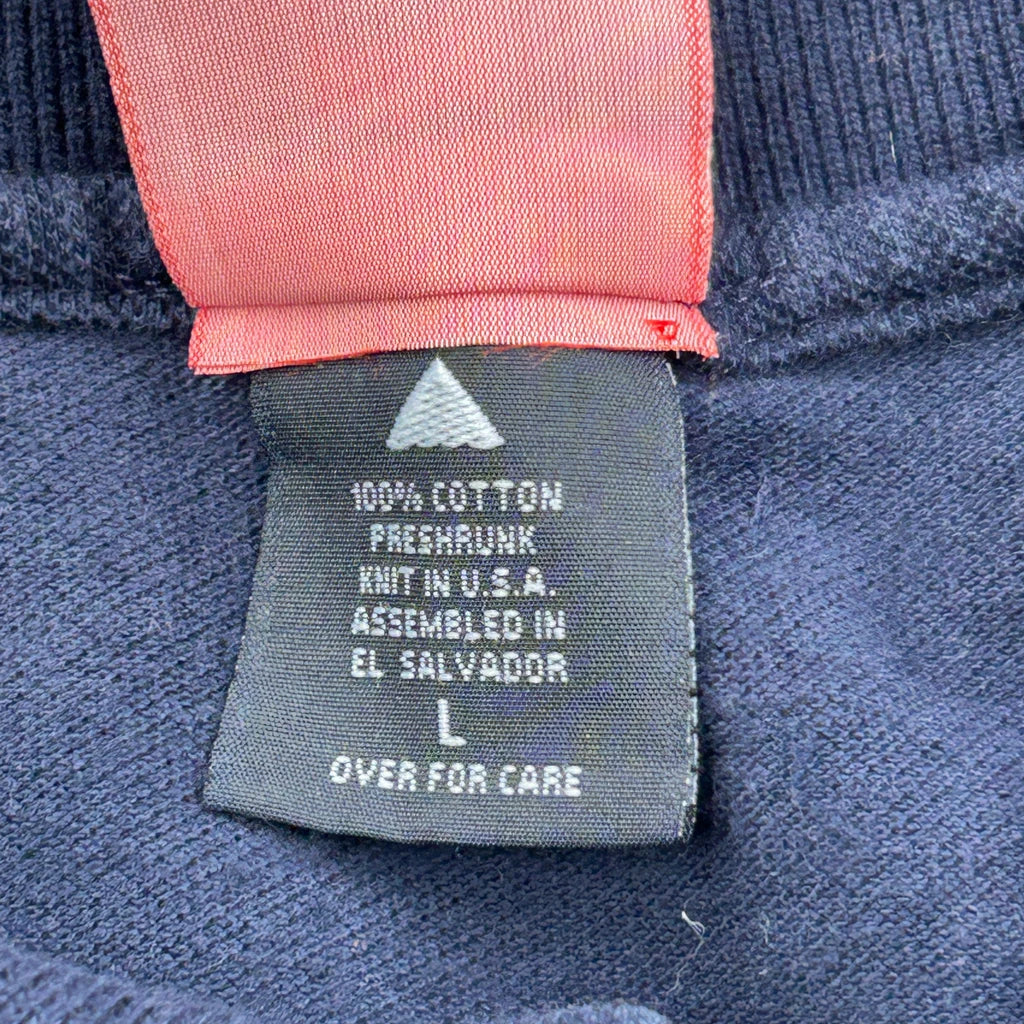 100% COTTON
PRESHRUNK
KNIT IN U.S.A.
ASSEMBLED IN
EL SALVADOR
L
OVER FOR CARE